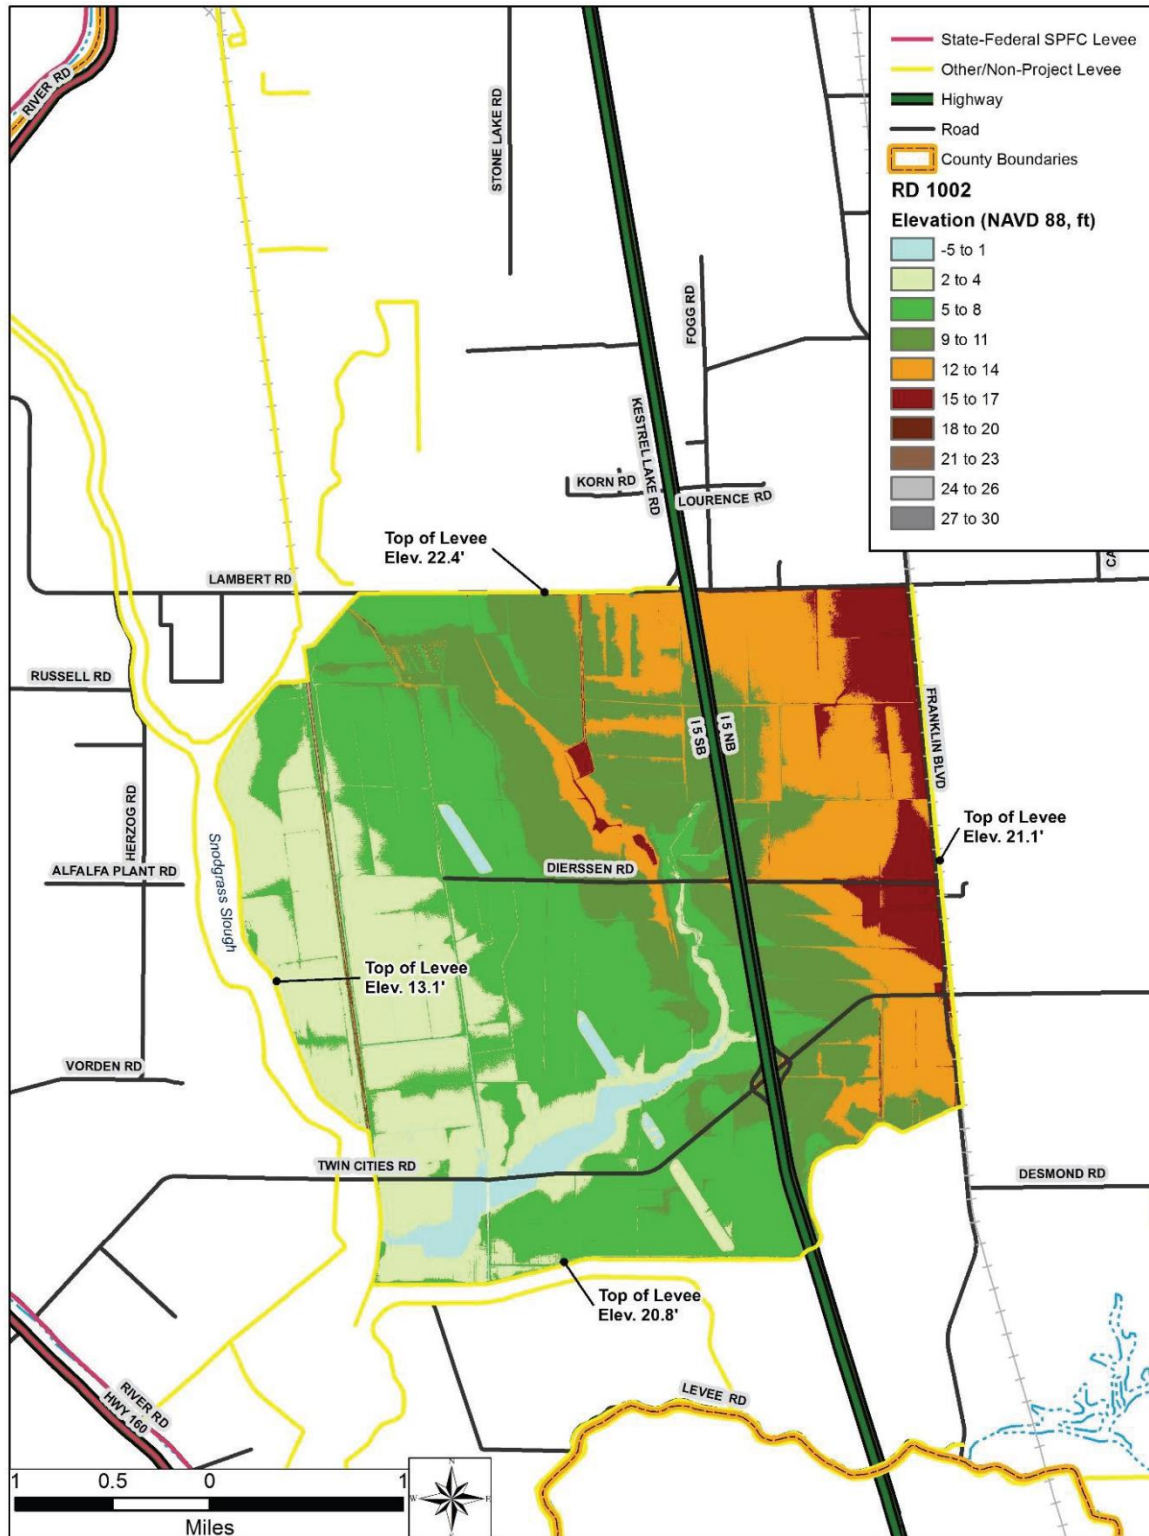 RIVER RD
STONE LAKE RD
FOGG RD
State-Federal SPFC Levee
Other/Non-Project Levee
Highway
Road
County Boundaries
RD 1002
Elevation (NAVD 88, ft)
-5 to 1
2 to 4
5 to 8
9 to 11
12 to 14
15 to 17
18 to 20
21 to 23
24 to 26
27 to 30
KESTREL LAKE RD
KORN RD
LOURENCE RD
Top of Levee
Elev. 22.4'
LAMBERT RD
CA
RUSSELL RD
I 5 SB
I 5 NB
FRANKLIN BLVD
HERZOG RD
Top of Levee
Elev. 21.1'
ALFALFA PLANT RD
DIERSSEN RD
Snodgrass Slough
Top of Levee
Elev. 13.1'
VORDEN RD
TWIN CITIES RD
DESMOND RD
Top of Levee
Elev. 20.8'
RIVER RD
HWY 160
LEVEE RD
1 0.5 0 1
Miles
N
W E
S